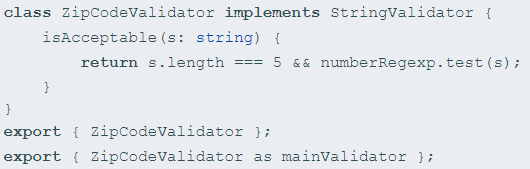 class ZipCodeValidator implements StringValidator {
    isAcceptable(s: string) {
        return s.length === 5 && numberRegexp.test(s);
    }
}
export { ZipCodeValidator };
export { ZipCodeValidator as mainValidator };